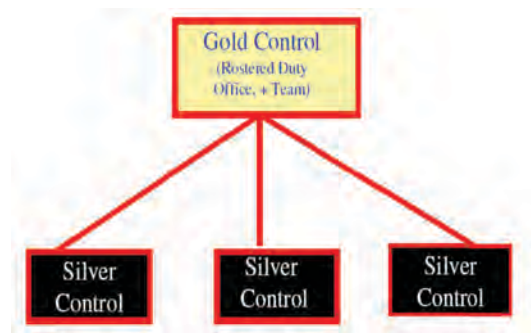 Gold Control
(Rostered Duty
Office, + Team)
Silver
Control
Silver
Control
Silver
Control